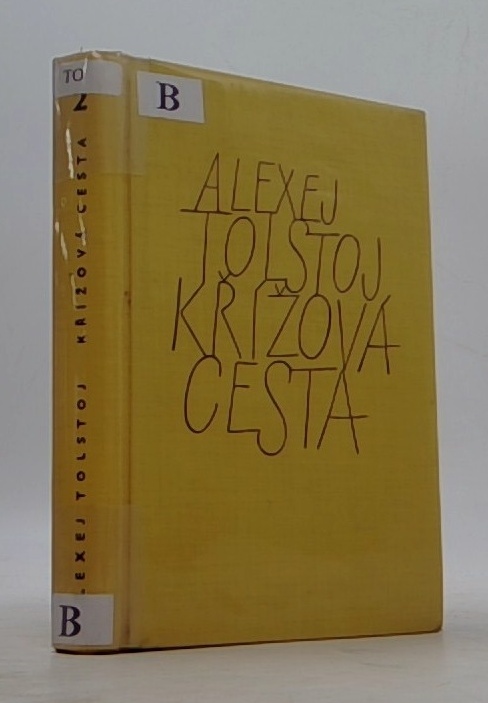 B
ALEXEJ
TOLSTOJ
KŘÍŽOVÁ
CESTA
TO
2
ALEXEJ TOLSTOJ KŘÍŽOVÁ CESTA
B